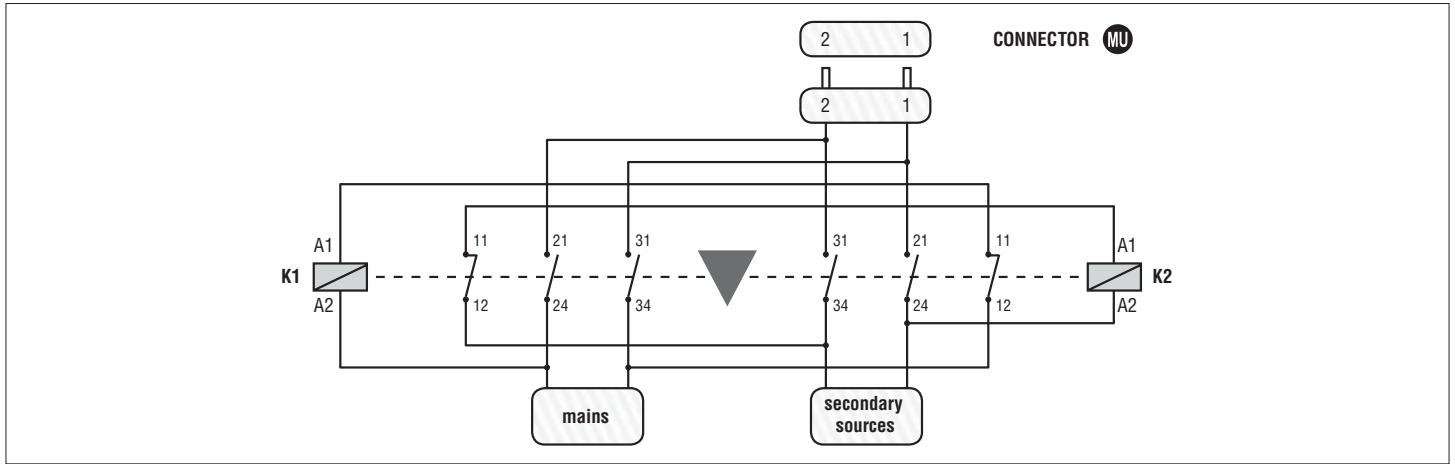 2 1 CONNECTOR MU
2 1
11 21 31 31 21 11
A1 A1
K1 K2
A2 A2
12 24 34 34 24 12
mains
secondary
sources